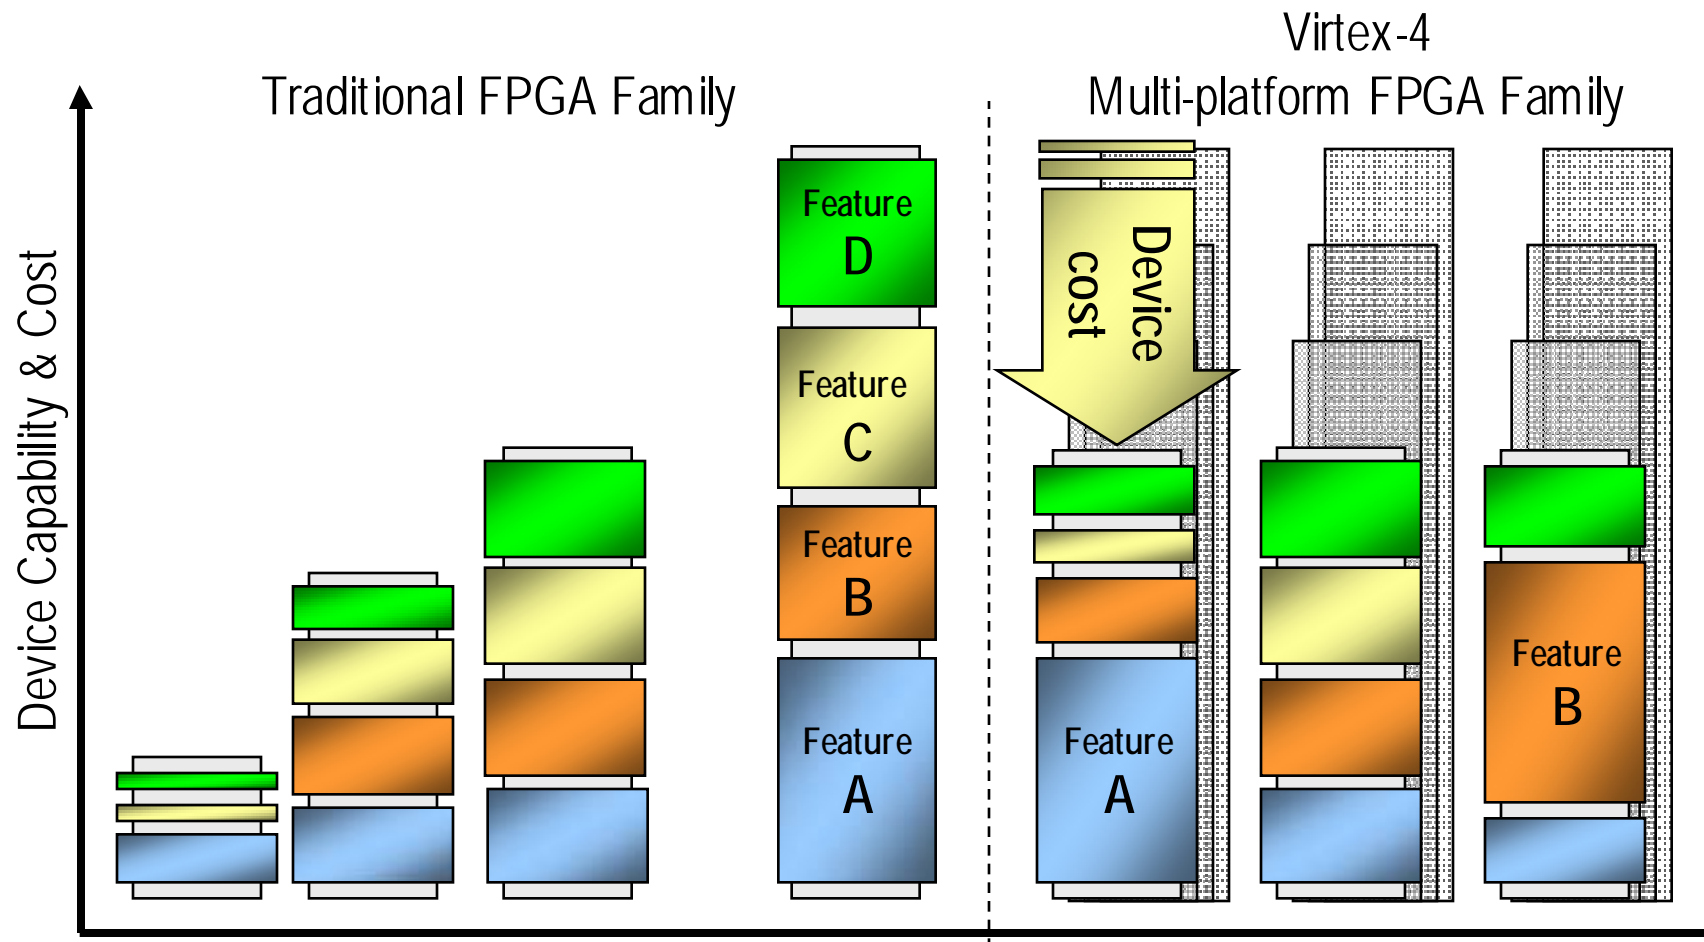 Virtex-4
Traditional FPGA Family
Multi-platform FPGA Family
Device Capability & Cost
Feature
D
Feature
C
Feature
B
Feature
A
Device
cost
Feature
A
Feature
B